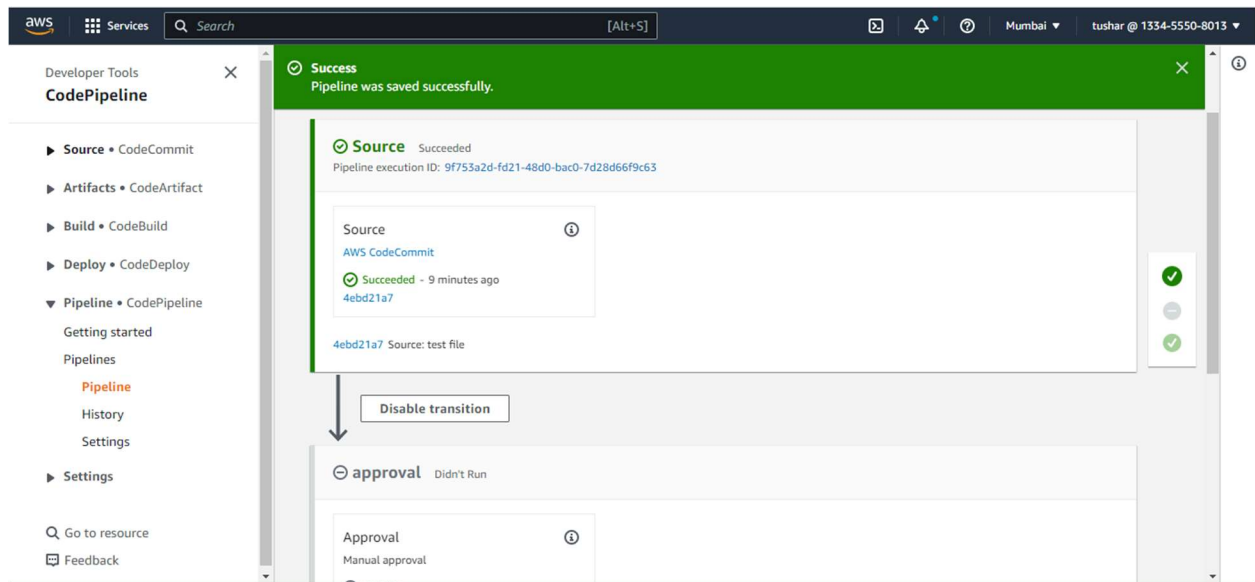 aws
Services
Search
[Alt+S]
Mumbai ▼
tushar @ 1334-5550-8013 ▼
Developer Tools
CodePipeline
Source • CodeCommit
Artifacts • CodeArtifact
Build • CodeBuild
Deploy • CodeDeploy
Pipeline • CodePipeline
Getting started
Pipelines
Pipeline
History
Settings
Settings
Go to resource
Feedback
Success
Pipeline was saved successfully.
Source Succeeded
Pipeline execution ID: 9f753a2d-fd21-48d0-bac0-7d28d66f9c63
Source
AWS CodeCommit
Succeeded - 9 minutes ago
4ebd21a7
4ebd21a7 Source: test file
Disable transition
approval Didn't Run
Approval
Manual approval